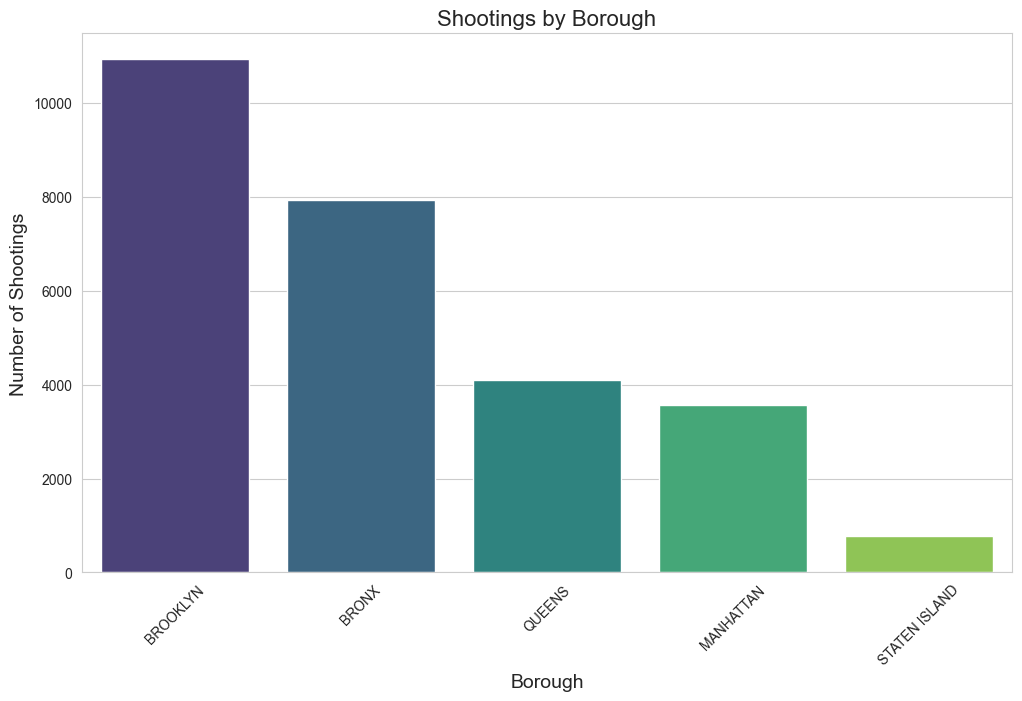 Shootings by Borough
Number of Shootings
10000
8000
6000
4000
2000
0
BROOKLYN
BRONX
QUEENS
MANHATTAN
STATEN ISLAND
Borough